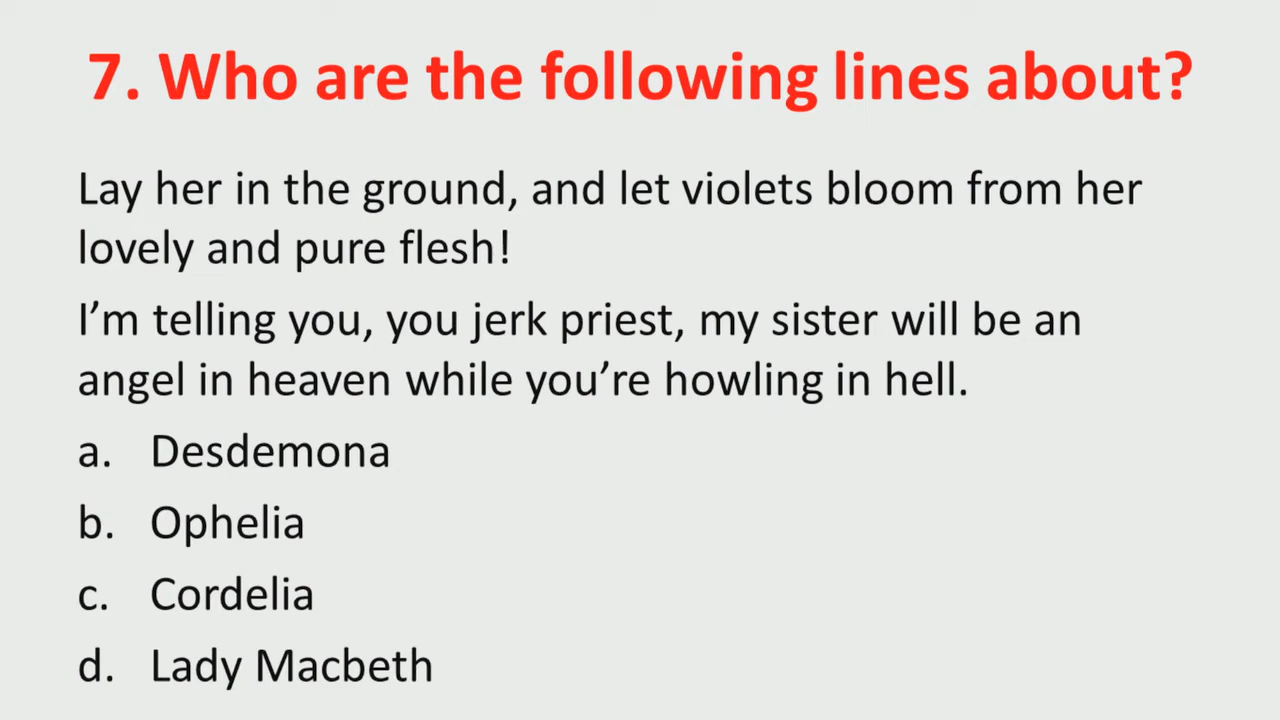 7. Who are the following lines about?
Lay her in the ground, and let violets bloom from her
lovely and pure flesh!
I’m telling you, you jerk priest, my sister will be an
angel in heaven while you’re howling in hell.
a. Desdemona
b. Ophelia
c. Cordelia
d. Lady Macbeth